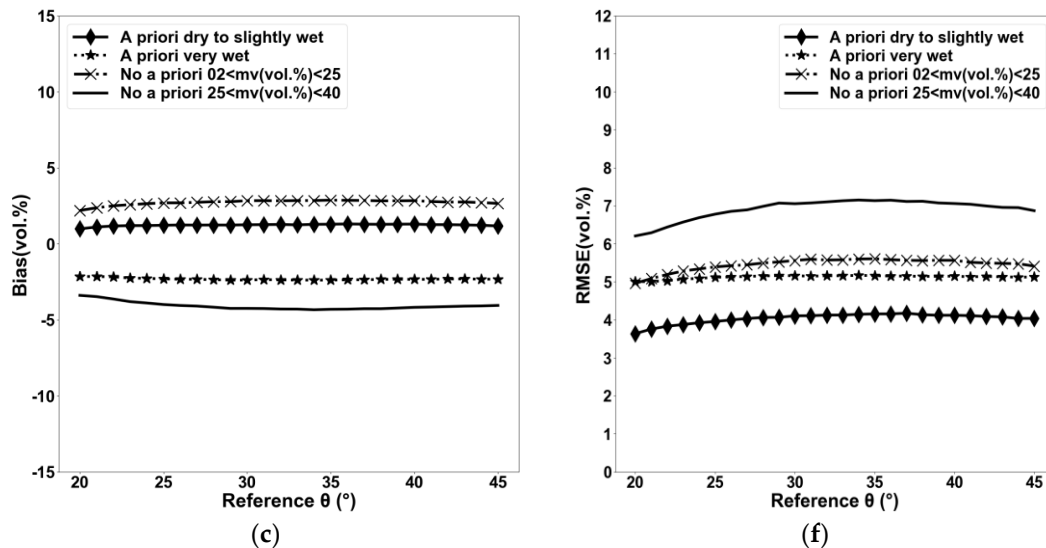 15
10
5
0
-5
-10
-15
Bias(vol.%)
A priori dry to slightly wet
A priori very wet
No a priori 02<mv(vol.%)<25
No a priori 25<mv(vol.%)<40
20 25 30 35 40 45
Reference θ (°)
(c)
12
11
10
9
8
7
6
5
4
3
2
1
0
RMSE(vol.%)
A priori dry to slightly wet
A priori very wet
No a priori 02<mv(vol.%)<25
No a priori 25<mv(vol.%)<40
20 25 30 35 40 45
Reference θ (°)
(f)